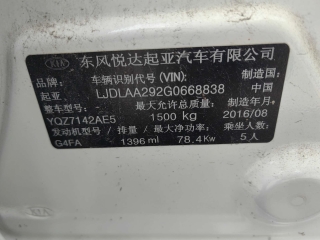 KIA 东风悦达起亚汽车有限公司
品牌: 车辆识别代号(VIN): 制造国:
起亚 LJDLAA292G0668838 中国
整车型号: 最大允许总质量: 制造年月:
YQZ7142AE5 1500 kg 2016/08
发动机型号 / 排量 / 最大净功率: 乘坐人数:
G4FA 1396 ml 78.4Kw 5人